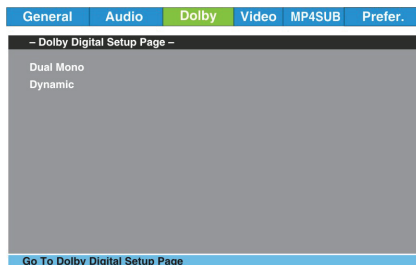 General Audio Dolby Video MP4SUB Prefer.
– Dolby Digital Setup Page –
Dual Mono
Dynamic
Go To Dolby Digital Setup Page